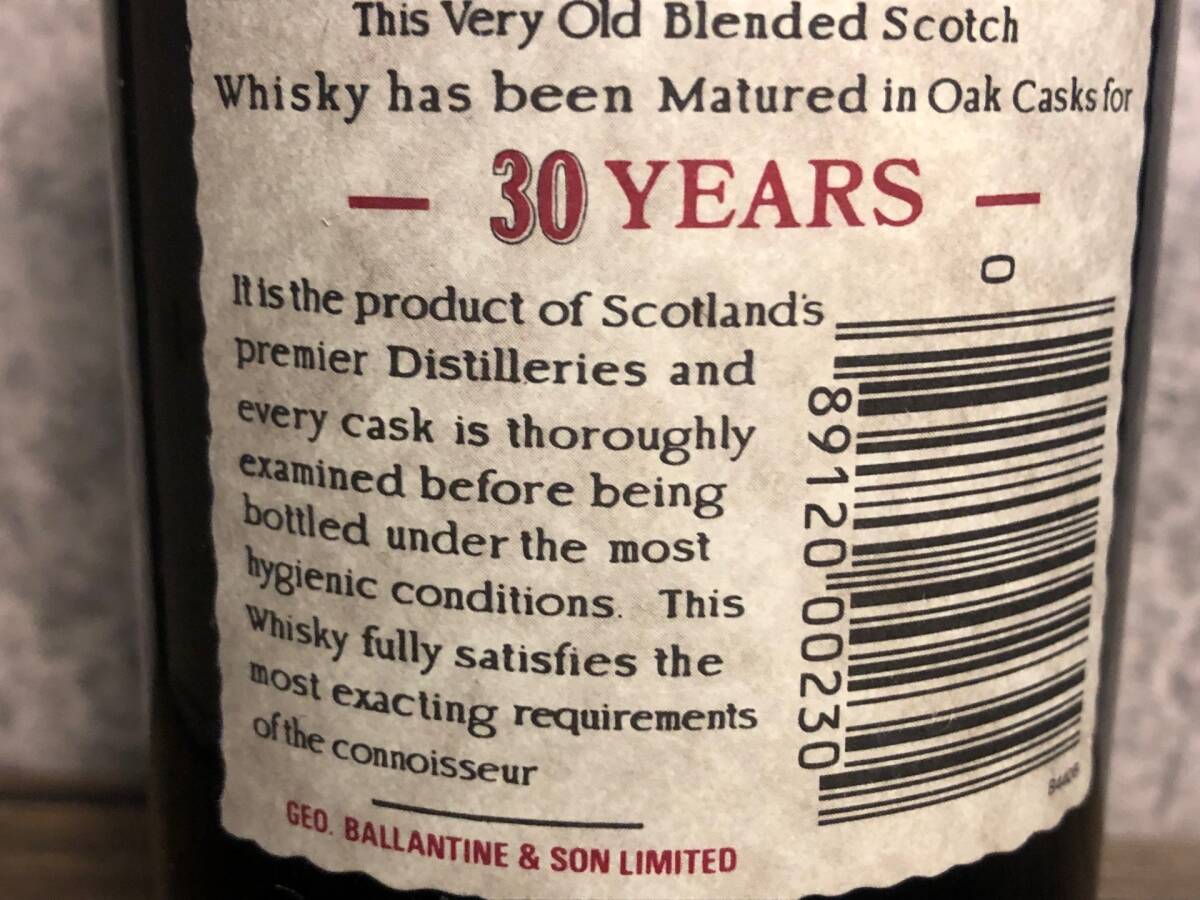 This Very Old Blended Scotch
Whisky has been Matured in Oak Casks for
— 30 YEARS —
It is the product of Scotland's
premier Distilleries and
every cask is thoroughly
examined before being
bottled under the most
hygienic conditions. This
Whisky fully satisfies the
most exacting requirements
of the connoisseur
GEO. BALLANTINE & SON LIMITED
0 89120 00230